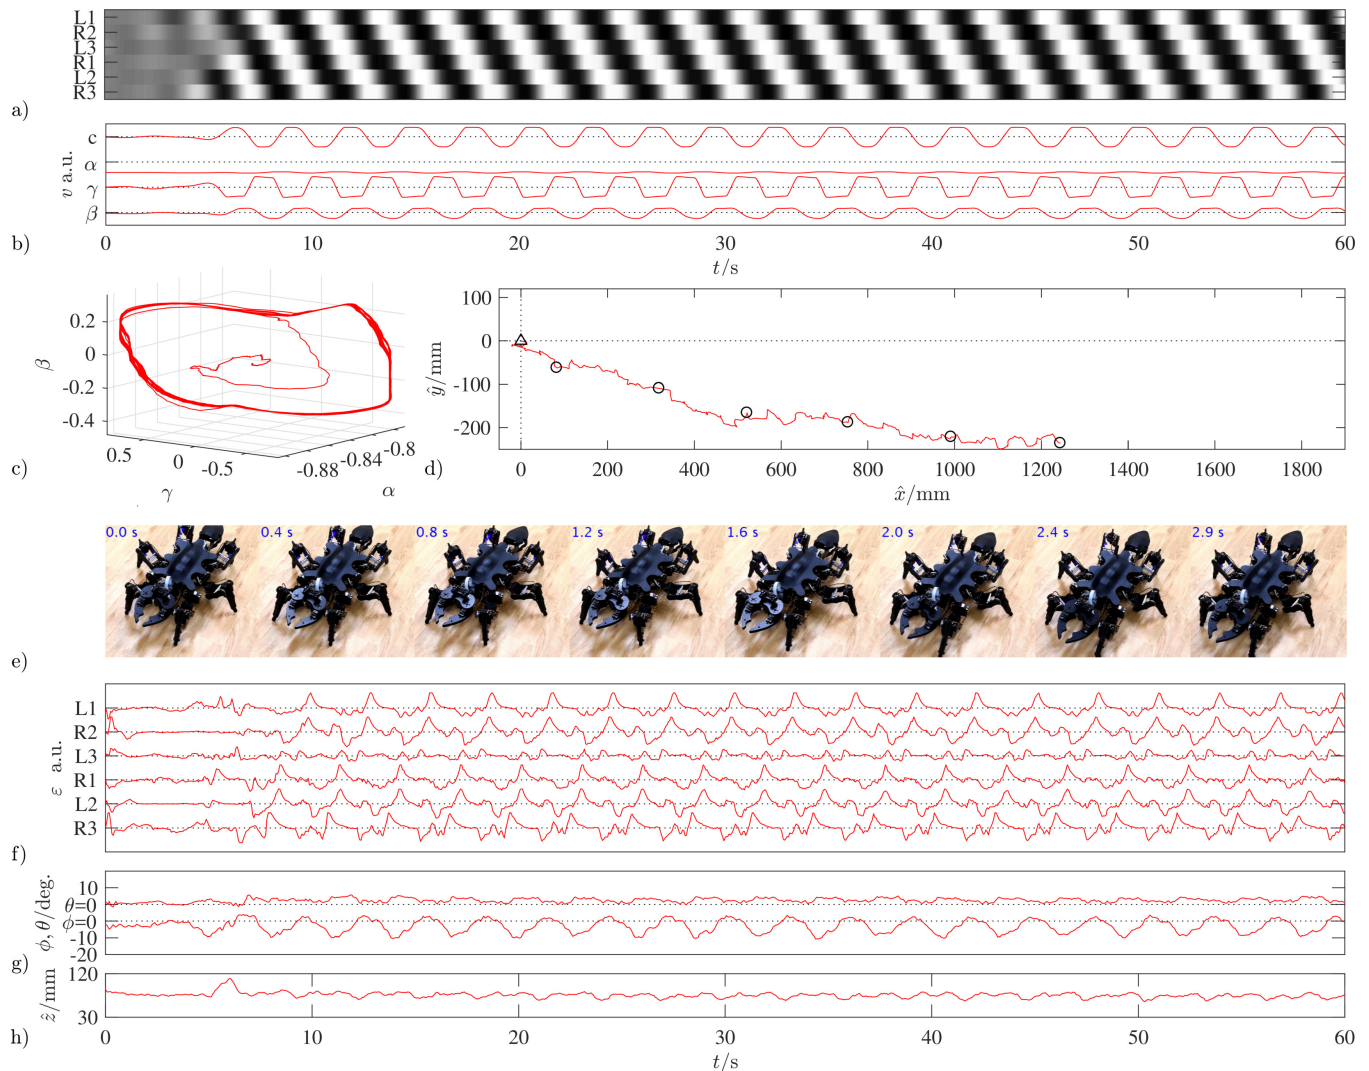 L1
R2
L3
R1
L2
R3
a)
c
α
γ
β
v a.u.
0 10 20 30 40 50 60
b)
t/s
0.2
0
-0.2
-0.4
β
0.5 0 -0.5
-0.88 -0.84 -0.8
γ α
c)
100
0
-100
-200
ŷ/mm
0 200 400 600 800 1000 1200 1400 1600 1800
d)
x̂/mm
0.0 s 0.4 s 0.8 s 1.2 s 1.6 s 2.0 s 2.4 s 2.9 s
e)
L1
R2
L3
R1
L2
R3
ε a.u.
f)
10
θ=0
ϕ=0
-10
-20
ϕ, θ/deg.
g)
120
30
ẑ/mm
h)
0 10 20 30 40 50 60
t/s